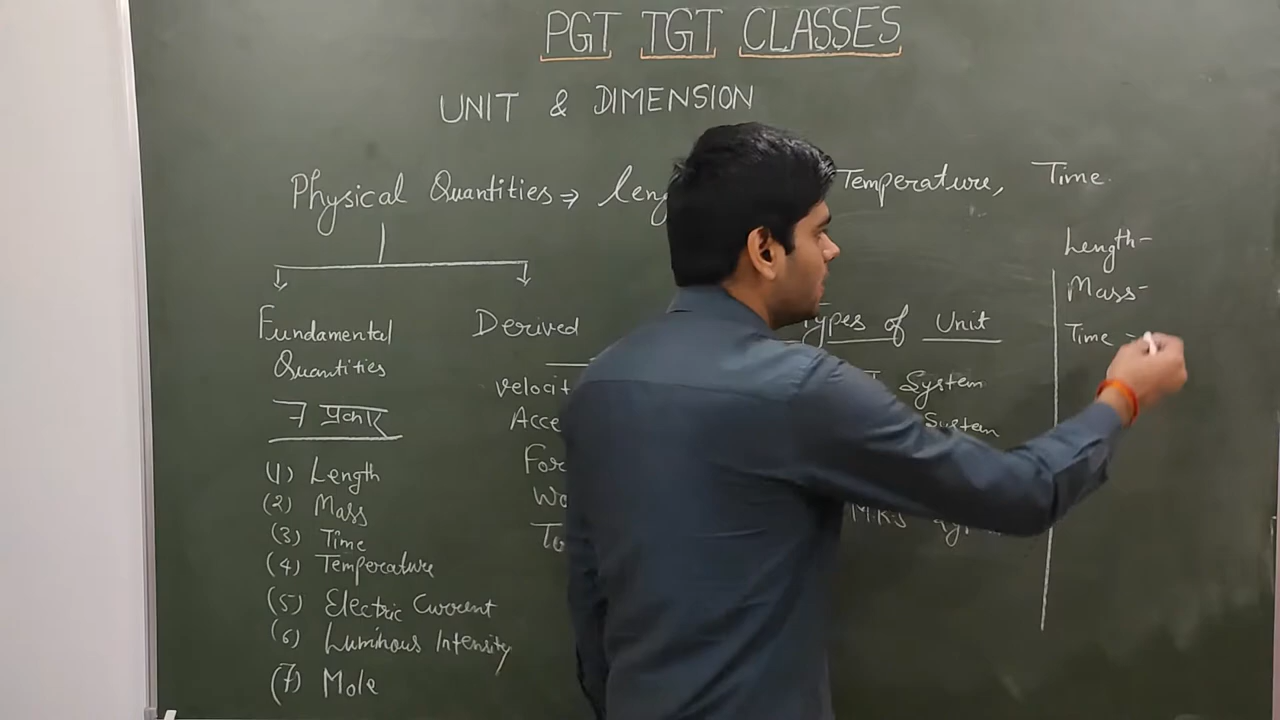 PGT TGT CLASSES
UNIT & DIMENSION
Physical Quantities ⇒ leng Temperature, Time.
Fundamental
Quantities
7 प्रकार
(1) Length
(2) Mass
(3) Time
(4) Temperature
(5) Electric Current
(6) Luminous Intensity
(7) Mole
Derived
Velocit
Acce
For
Wo
To
Types of Unit
System
System
M.K.S
Length-
Mass-
Time -